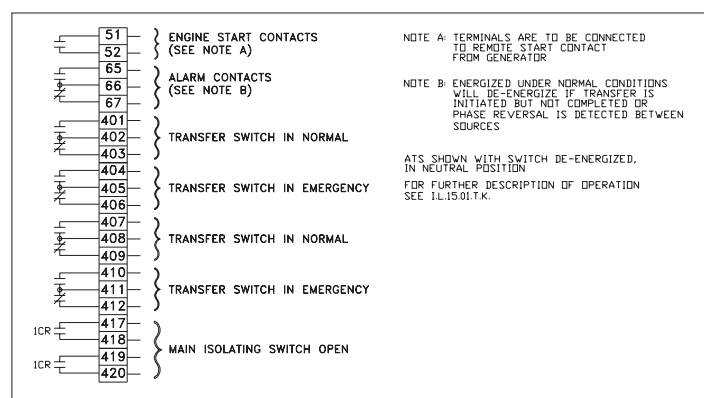 51
ENGINE START CONTACTS
52
(SEE NOTE A)
65
66
ALARM CONTACTS
(SEE NOTE B)
67
401
402
TRANSFER SWITCH IN NORMAL
403
404
405
TRANSFER SWITCH IN EMERGENCY
406
407
408
TRANSFER SWITCH IN NORMAL
409
410
411
TRANSFER SWITCH IN EMERGENCY
412
417
1CR
418
MAIN ISOLATING SWITCH OPEN
419
1CR
420
NOTE A: TERMINALS ARE TO BE CONNECTED
TO REMOTE START CONTACT
FROM GENERATOR
NOTE B: ENERGIZED UNDER NORMAL CONDITIONS
WILL DE-ENERGIZE IF TRANSFER IS
INITIATED BUT NOT COMPLETED OR
PHASE REVERSAL IS DETECTED BETWEEN
SOURCES
ATS SHOWN WITH SWITCH DE-ENERGIZED,
IN NEUTRAL POSITION
FOR FURTHER DESCRIPTION OF OPERATION
SEE I.L.15.01.T.K.